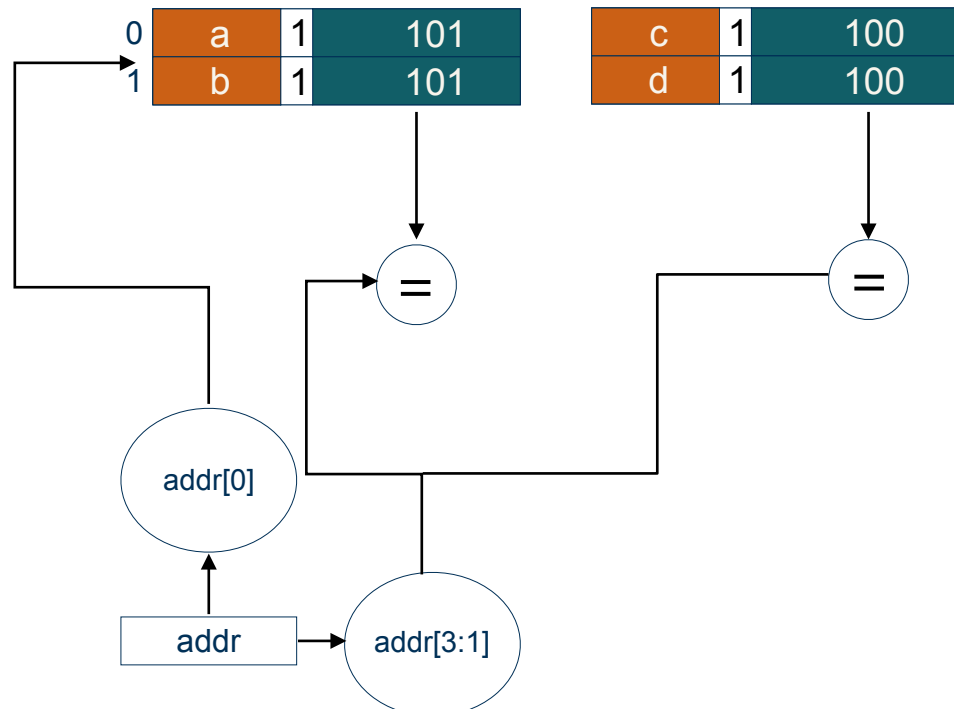 0 a 1 101 c 1 100
1 b 1 101 d 1 100
= =
addr[0]
addr addr[3:1]